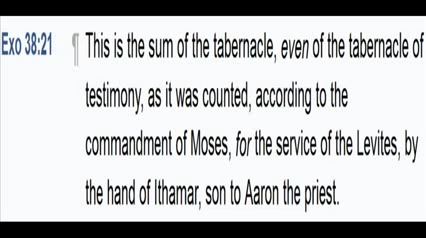 Exo 38:21 ¶ This is the sum of the tabernacle, even of the tabernacle of
testimony, as it was counted, according to the
commandment of Moses, for the service of the Levites, by
the hand of Ithamar, son to Aaron the priest.